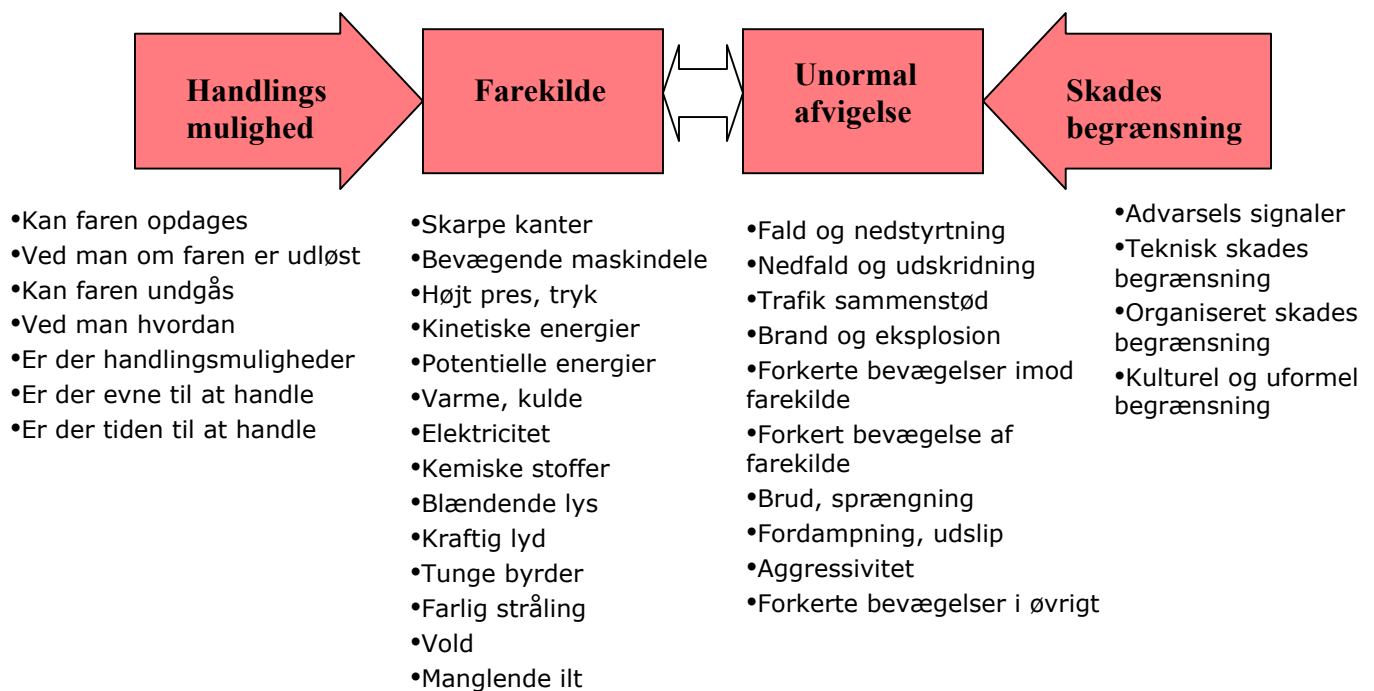 Handlings
mulighed
Farekilde
Unormal
afvigelse
Skades
begrænsning
•Kan faren opdages
•Ved man om faren er udløst
•Kan faren undgås
•Ved man hvordan
•Er der handlingsmuligheder
•Er der evne til at handle
•Er der tiden til at handle
•Skarpe kanter
•Bevægende maskindele
•Højt pres, tryk
•Kinetiske energier
•Potentielle energier
•Varme, kulde
•Elektricitet
•Kemiske stoffer
•Blændende lys
•Kraftig lyd
•Tunge byrder
•Farlig stråling
•Vold
•Manglende ilt
•Fald og nedstyrtning
•Nedfald og udskridning
•Trafik sammenstød
•Brand og eksplosion
•Forkerte bevægelser imod
farekilde
•Forkert bevægelse af
farekilde
•Brud, sprængning
•Fordampning, udslip
•Aggressivitet
•Forkerte bevægelser i øvrigt
•Advarsels signaler
•Teknisk skades
begrænsning
•Organiseret skades
begrænsning
•Kulturel og uformel
begrænsning